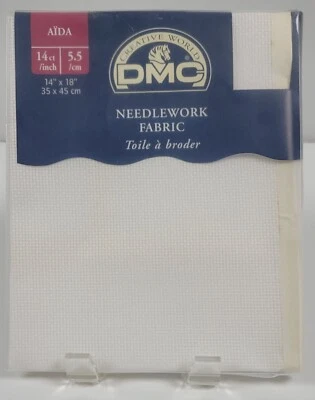 AÏDA
14 ct
/inch
5.5
/cm
14" x 18"
35 x 45 cm
CREATIVE WORLD
DMC
NEEDLEWORK
FABRIC
Toile à broder